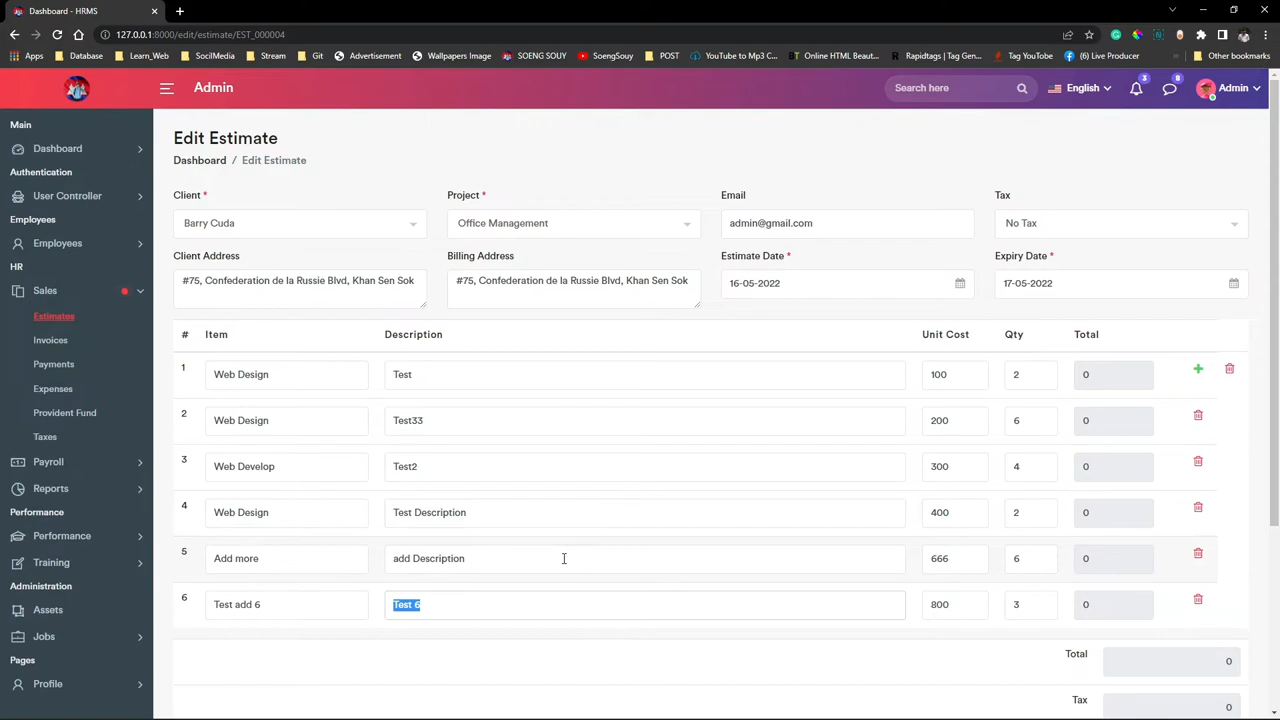 Dashboard - HRMS
127.0.0.1:8000/edit/estimate/EST_000004
Apps Database Learn_Web SocilMedia Stream Git Advertisement Wallpapers Image SOENG SOUY SoengSouy POST YouTube to Mp3 C... Online HTML Beauti... Rapidtags | Tag Gen... Tag YouTube (6) Live Producer Other bookmarks
Admin
Search here
English
3
8
Admin
Main
Dashboard
Authentication
User Controller
Employees
Employees
HR
Sales
Estimates
Invoices
Payments
Expenses
Provident Fund
Taxes
Payroll
Reports
Performance
Performance
Training
Administration
Assets
Jobs
Pages
Profile
Edit Estimate
Dashboard / Edit Estimate
Client * Project * Email Tax
Barry Cuda Office Management admin@gmail.com No Tax
Client Address Billing Address Estimate Date * Expiry Date *
#75, Confederation de la Russie Blvd, Khan Sen Sok #75, Confederation de la Russie Blvd, Khan Sen Sok 16-05-2022 17-05-2022
# Item Description Unit Cost Qty Total
1 Web Design Test 100 2 0
2 Web Design Test33 200 6 0
3 Web Develop Test2 300 4 0
4 Web Design Test Description 400 2 0
5 Add more add Description 666 6 0
6 Test add 6 Test 6 800 3 0
Total 0
Tax 0